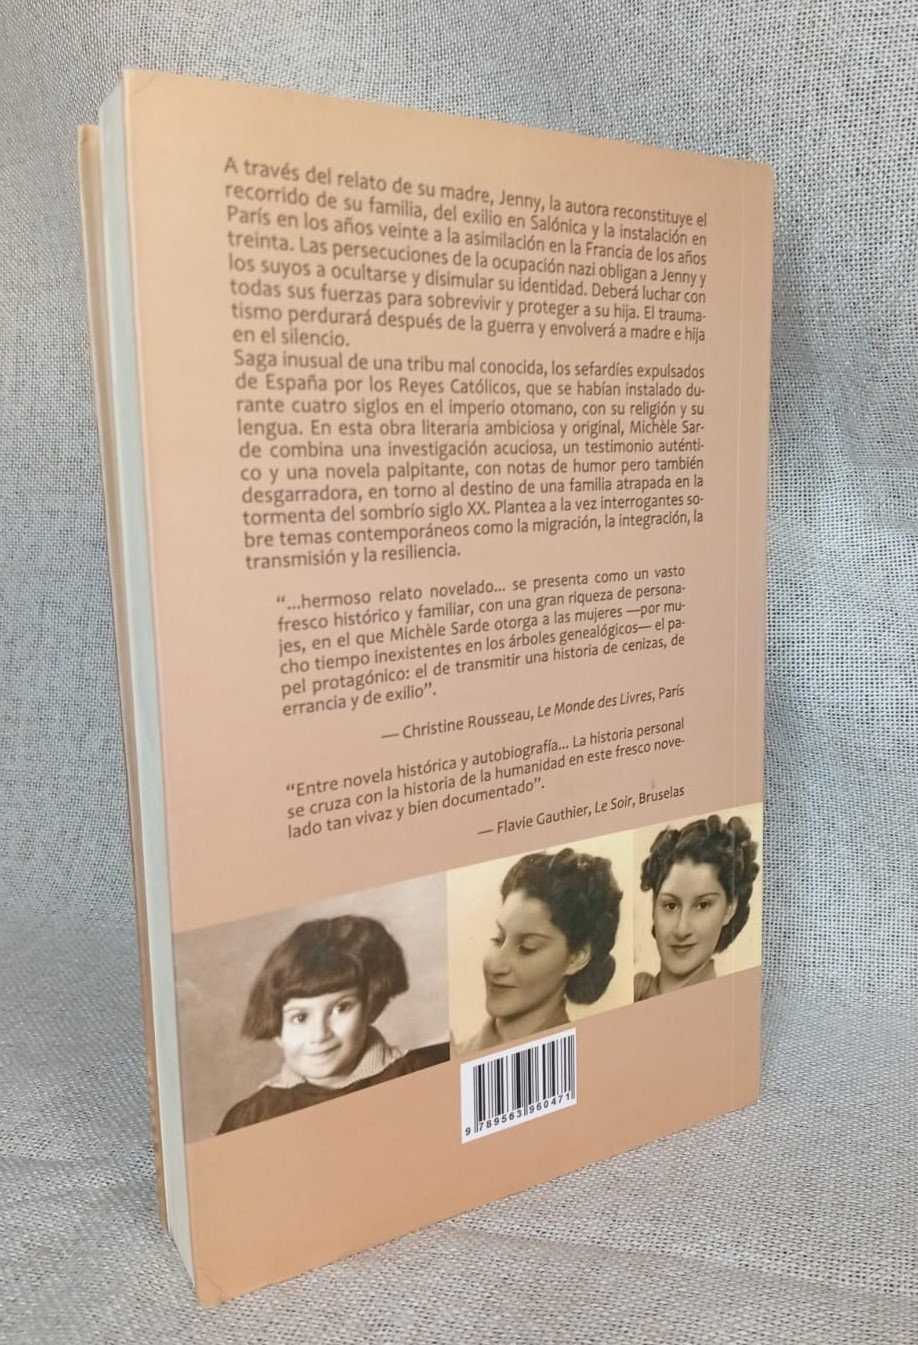 A través del relato de su madre, Jenny, la autora reconstituye el
recorrido de su familia, del exilio en Salónica y la instalación en
París en los años veinte a la asimilación en la Francia de los años
treinta. Las persecuciones de la ocupación nazi obligan a Jenny y
los suyos a ocultarse y disimular su identidad. Deberá luchar con
todas sus fuerzas para sobrevivir y proteger a su hija. El trauma-
tismo perdurará después de la guerra y envolverá a madre e hija
en el silencio.
Saga inusual de una tribu mal conocida, los sefardíes expulsados
de España por los Reyes Católicos, que se habían instalado du-
rante cuatro siglos en el imperio otomano, con su religión y su
lengua. En esta obra literaria ambiciosa y original, Michèle Sar-
de combina una investigación acuciosa, un testimonio auténti-
co y una novela palpitante, con notas de humor pero también
desgarradora, en torno al destino de una familia atrapada en la
tormenta del sombrío siglo XX. Plantea a la vez interrogantes so-
bre temas contemporáneos como la migración, la integración, la
transmisión y la resiliencia.
“...hermoso relato novelado... se presenta como un vasto
fresco histórico y familiar, con una gran riqueza de persona-
jes, en el que Michèle Sarde otorga a las mujeres —por mu-
cho tiempo inexistentes en los árboles genealógicos— el pa-
pel protagónico: el de transmitir una historia de cenizas, de
errancia y de exilio”.
— Christine Rousseau, Le Monde des Livres, París
“Entre novela histórica y autobiografía... La historia personal
se cruza con la historia de la humanidad en este fresco nove-
lado tan vivaz y bien documentado”.
— Flavie Gauthier, Le Soir, Bruselas
9 789563 960471